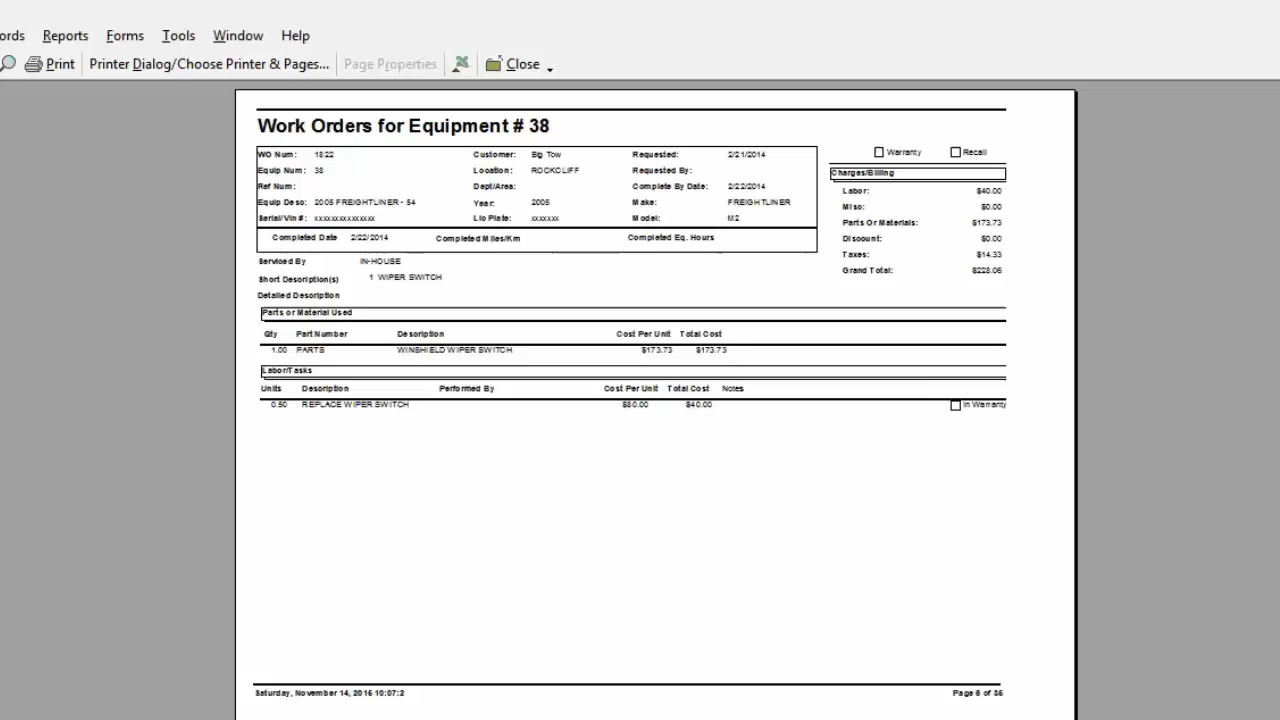 ords Reports Forms Tools Window Help
Print Printer Dialog/Choose Printer & Pages... Page Properties Close
Work Orders for Equipment # 38
WO Num: 1822 Customer: Big Tow Requested: 2/21/2014 Warranty Recall
Equip Num: 38 Location: ROCKCLIFF Requested By: Charges/Billing
Ref Num: Dept/Area: Complete By Date: 2/22/2014 Labor: $40.00
Equip Desc: 2005 FREIGHTLINER - 54 Year: 2005 Make: FREIGHTLINER Misc: $0.00
Serial/Vin #: xxxxxxxxxxxxxx Lic Plate: xxxxxxx Model: M2 Parts Or Materials: $173.73
Completed Date 2/22/2014 Completed Miles/Km Completed Eq. Hours Discount: $0.00
Taxes: $14.33
Serviced By IN-HOUSE Grand Total: $228.06
Short Description(s) 1 WIPER SWITCH
Detailed Description
Parts or Material Used
Qty Part Number Description Cost Per Unit Total Cost
1.00 PARTS WINSHIELD WIPER SWITCH $173.73 $173.73
Labor/Tasks
Units Description Performed By Cost Per Unit Total Cost Notes
0.50 REPLACE WIPER SWITCH $80.00 $40.00 In Warranty
Saturday, November 14, 2015 10:07:2 Page 6 of 35